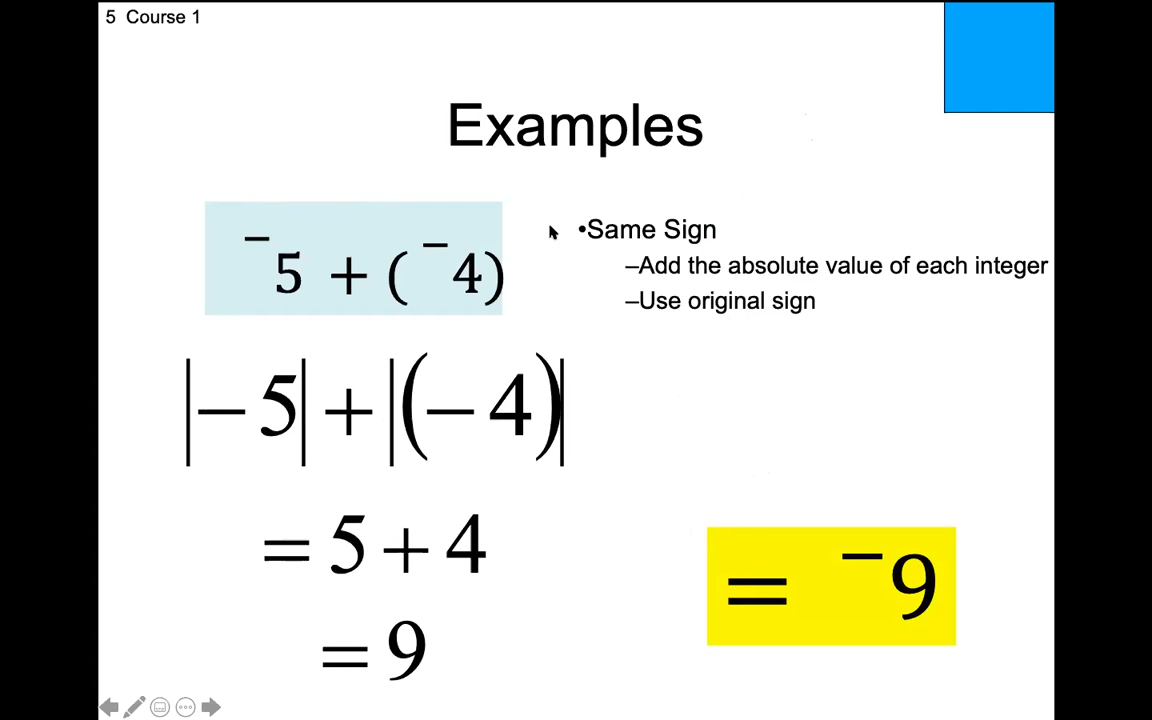 5 Course 1
Examples
⁻5 + (⁻4)
•Same Sign
–Add the absolute value of each integer
–Use original sign
|−5|+|(−4)|
=5+4
=9
= ⁻9